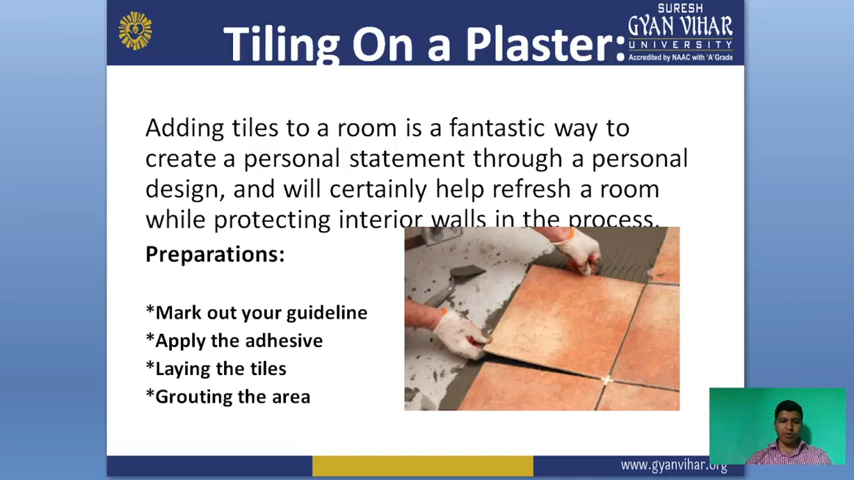 Tiling On a Plaster:
SURESH
GYAN VIHAR
UNIVERSITY
Accredited by NAAC with 'A' Grade
Adding tiles to a room is a fantastic way to
create a personal statement through a personal
design, and will certainly help refresh a room
while protecting interior walls in the process.
Preparations:
*Mark out your guideline
*Apply the adhesive
*Laying the tiles
*Grouting the area
www.gyanvihar.org